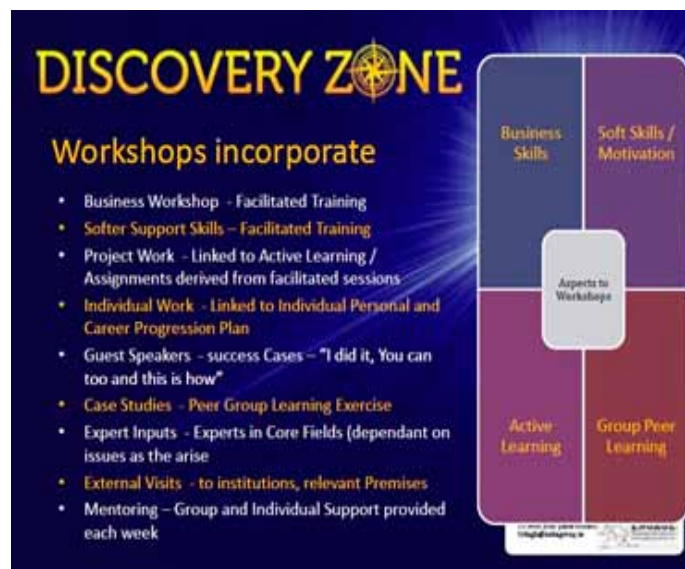 DISCOVERY ZONE
Workshops incorporate
• Business Workshop - Facilitated Training
• Softer Support Skills – Facilitated Training
• Project Work - Linked to Active Learning /
Assignments derived from facilitated sessions
• Individual Work - Linked to Individual Personal and
Career Progression Plan
• Guest Speakers - success Cases – "I did it, You can
too and this is how"
• Case Studies - Peer Group Learning Exercise
• Expert Inputs - Experts in Core Fields (dependant on
issues as the arise
• External Visits - to institutions, relevant Premises
• Mentoring – Group and Individual Support provided
each week
Business
Skills
Soft Skills /
Motivation
Aspects to
Workshops
Active
Learning
Group Peer
Learning